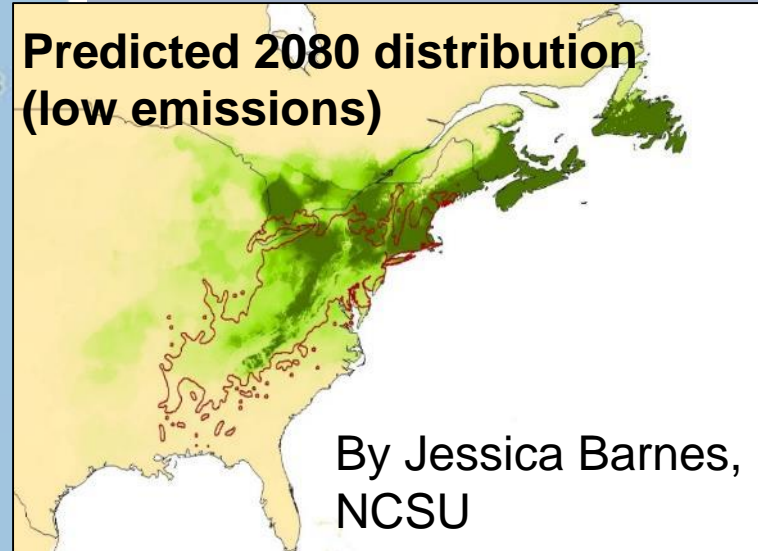 Predicted 2080 distribution
(low emissions)
By Jessica Barnes,
NCSU